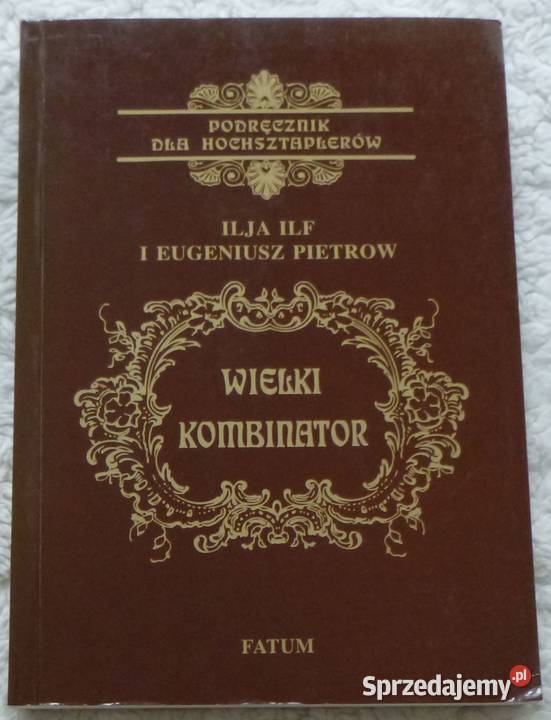 PODRĘCZNIK
DLA HOCHSZTAPLERÓW
ILJA ILF
I EUGENIUSZ PIETROW
WIELKI
KOMBINATOR
FATUM
Sprzedajemy.pl